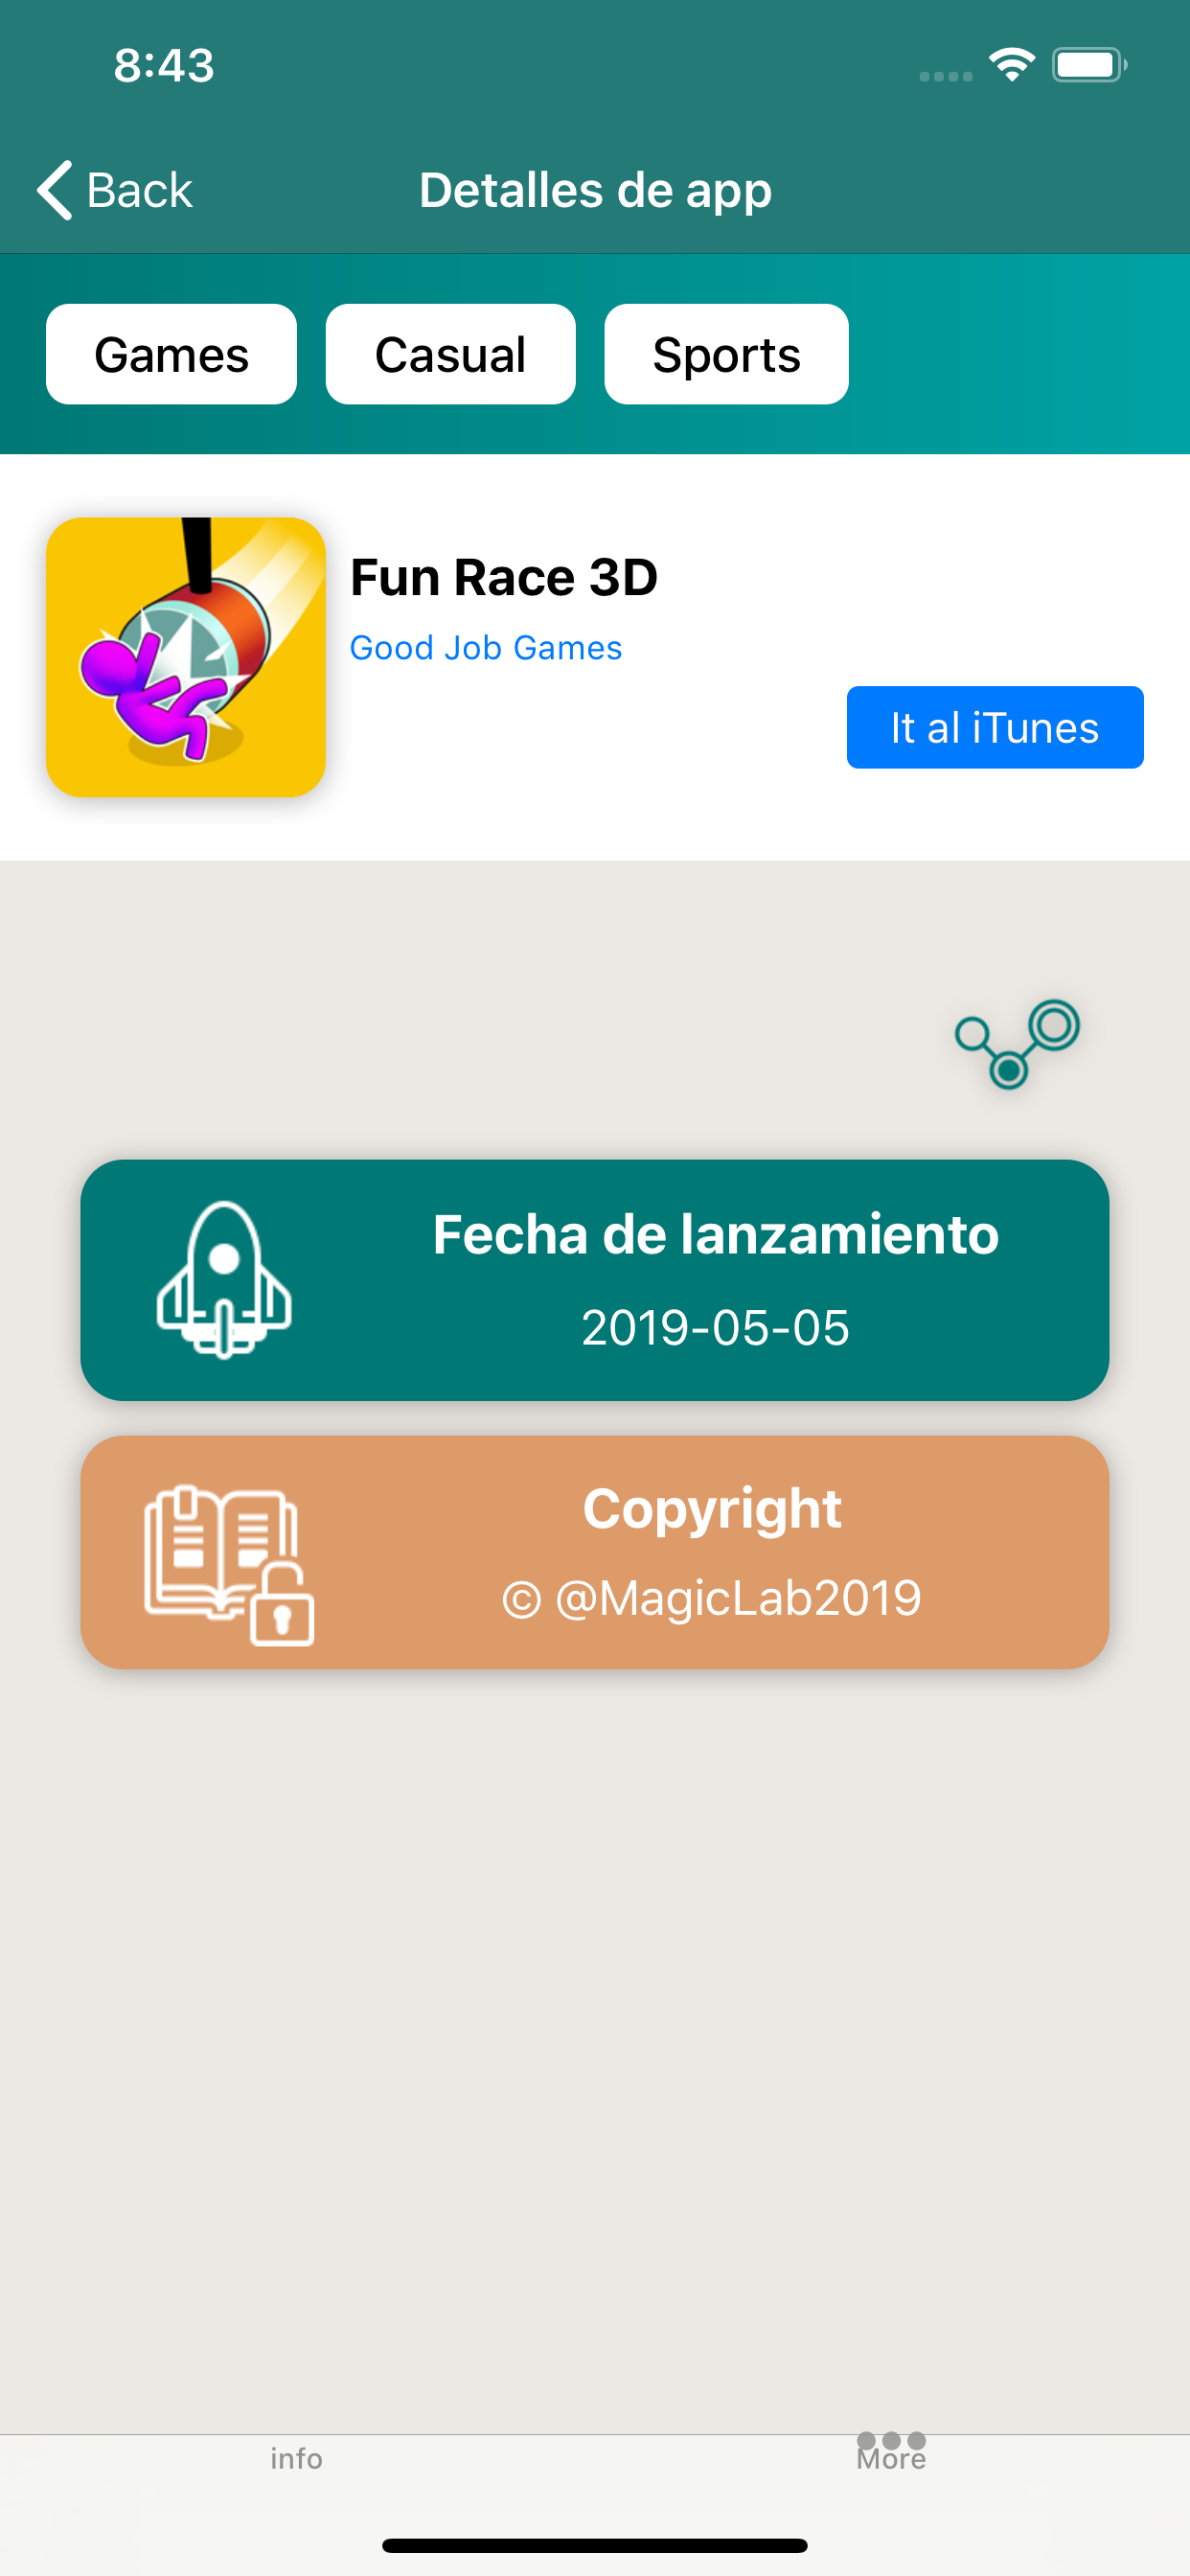 8:43
Back
Detalles de app
Games
Casual
Sports
Fun Race 3D
Good Job Games
It al iTunes
Fecha de lanzamiento
2019-05-05
Copyright
© @MagicLab2019
info
More